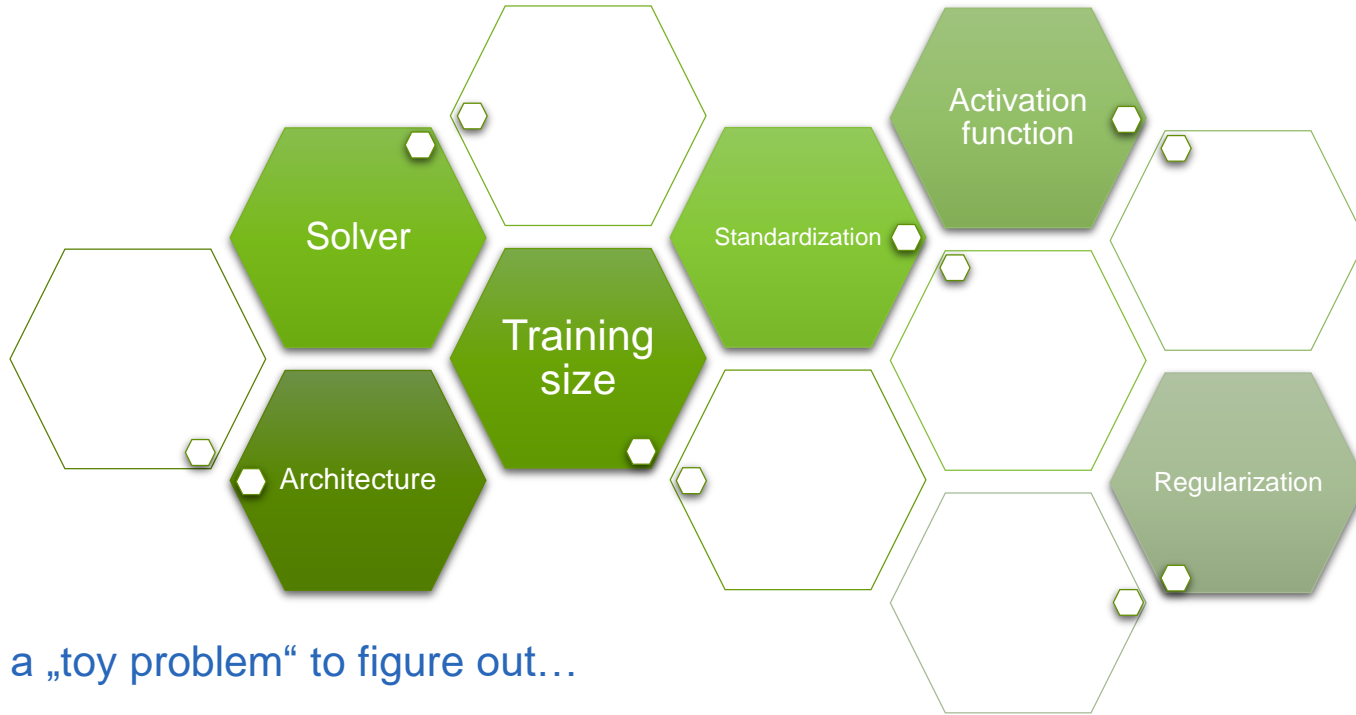 Activation
function
Solver
Standardization
Training
size
Architecture
Regularization
a „toy problem“ to figure out…